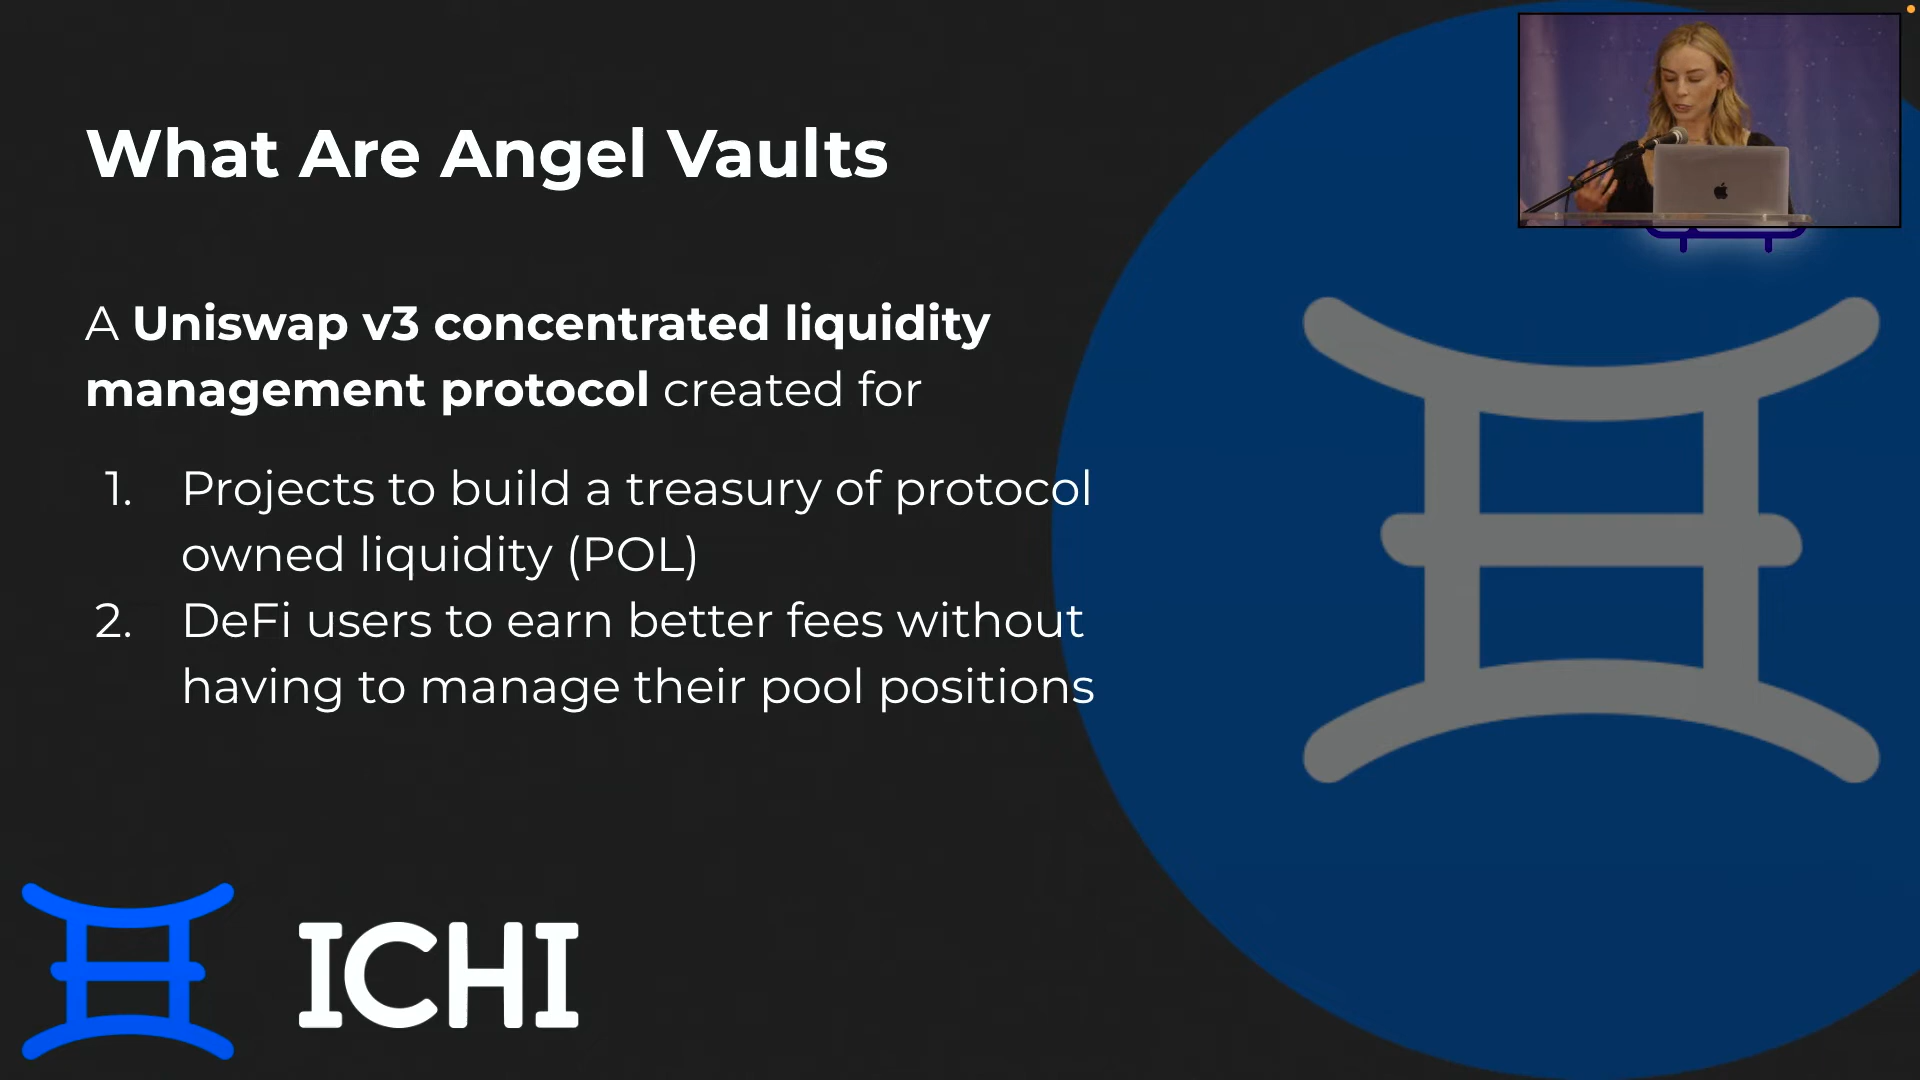 What Are Angel Vaults
A Uniswap v3 concentrated liquidity
management protocol created for
1. Projects to build a treasury of protocol
owned liquidity (POL)
2. DeFi users to earn better fees without
having to manage their pool positions
ICHI